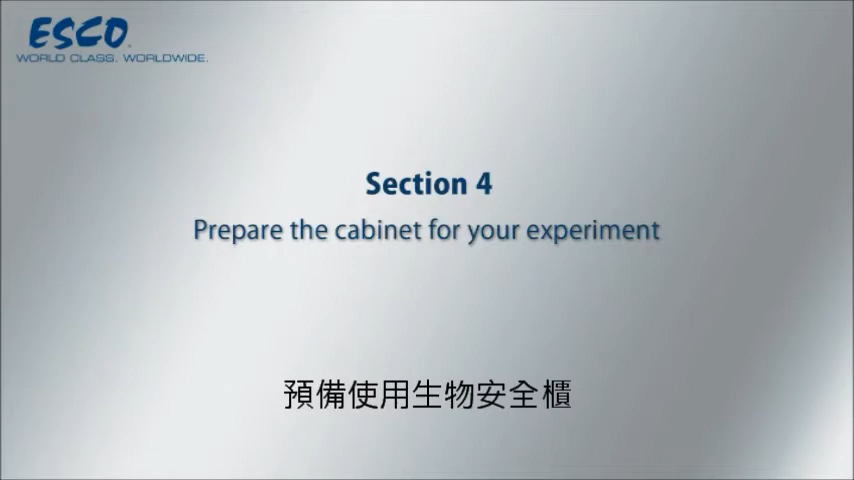 ESCO
WORLD CLASS. WORLDWIDE.
Section 4
Prepare the cabinet for your experiment
預備使用生物安全櫃